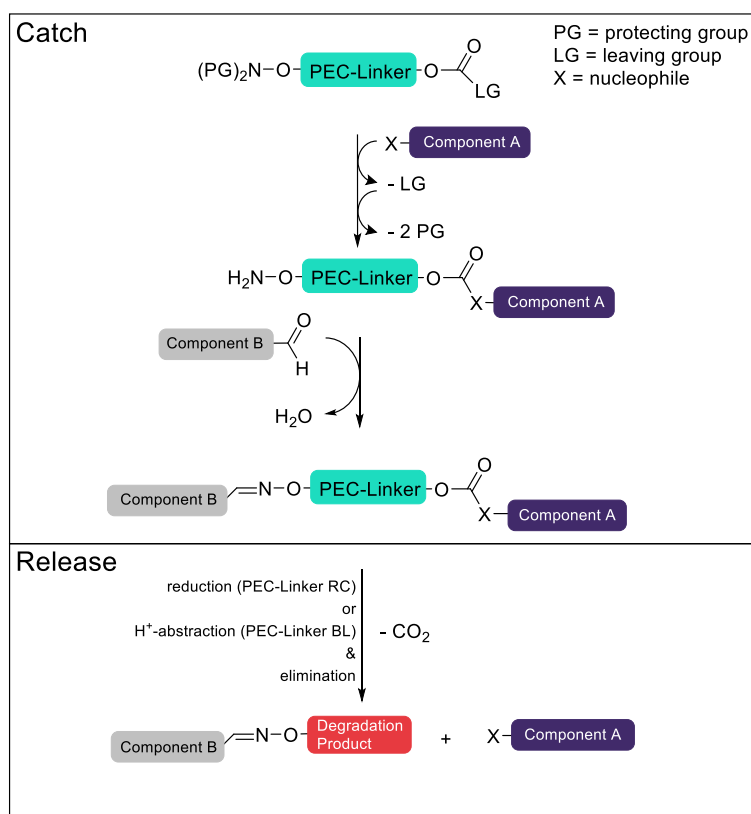 Catch
PG = protecting group
LG = leaving group
X = nucleophile
(PG)₂N–O–PEC-Linker–O
O
LG
X–Component A
- LG
- 2 PG
H₂N–O–PEC-Linker–O
O
X–Component A
Component B
O
H
H₂O
Component B =N–O–PEC-Linker–O
O
X–Component A
Release
reduction (PEC-Linker RC)
or
H⁺-abstraction (PEC-Linker BL)
- CO₂
&
elimination
Component B =N–O–Degradation
Product
+
X–Component A